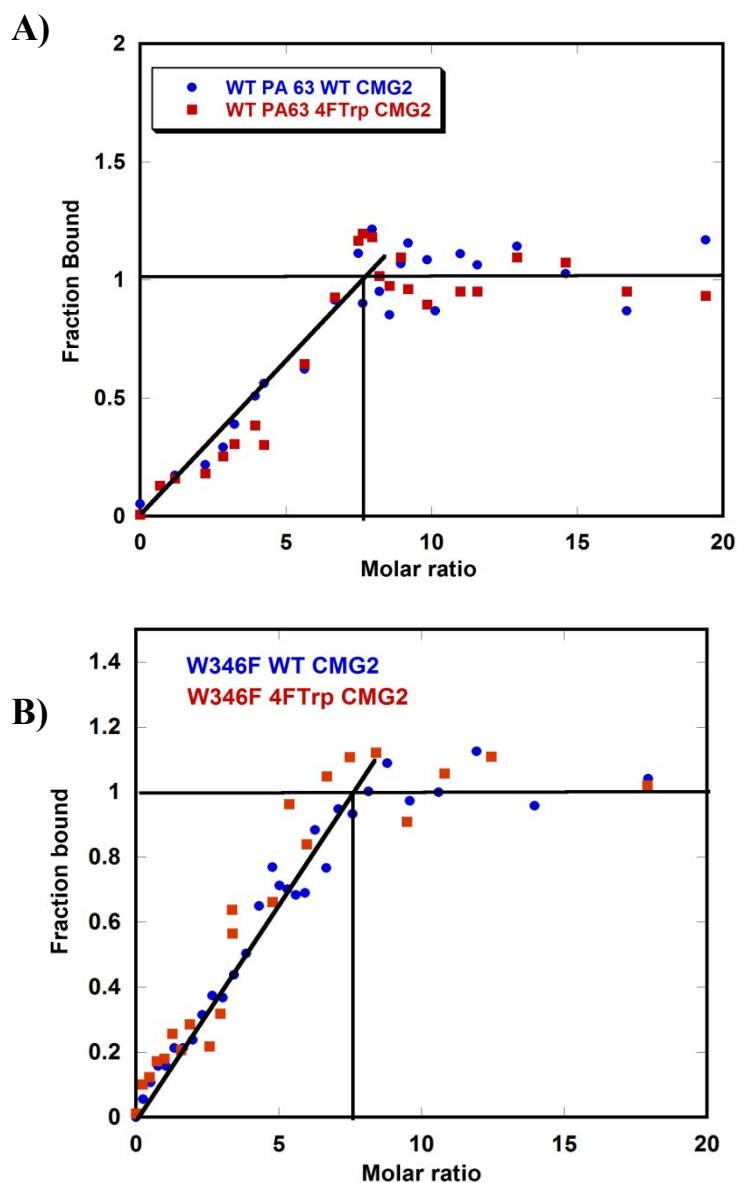 A)
2
WT PA 63 WT CMG2
WT PA63 4FTrp CMG2
1.5
1
0.5
0
0 5 10 15 20
Fraction Bound
Molar ratio
B)
1.4
W346F WT CMG2
W346F 4FTrp CMG2
1.2
1
0.8
0.6
0.4
0.2
0
0 5 10 15 20
Fraction bound
Molar ratio